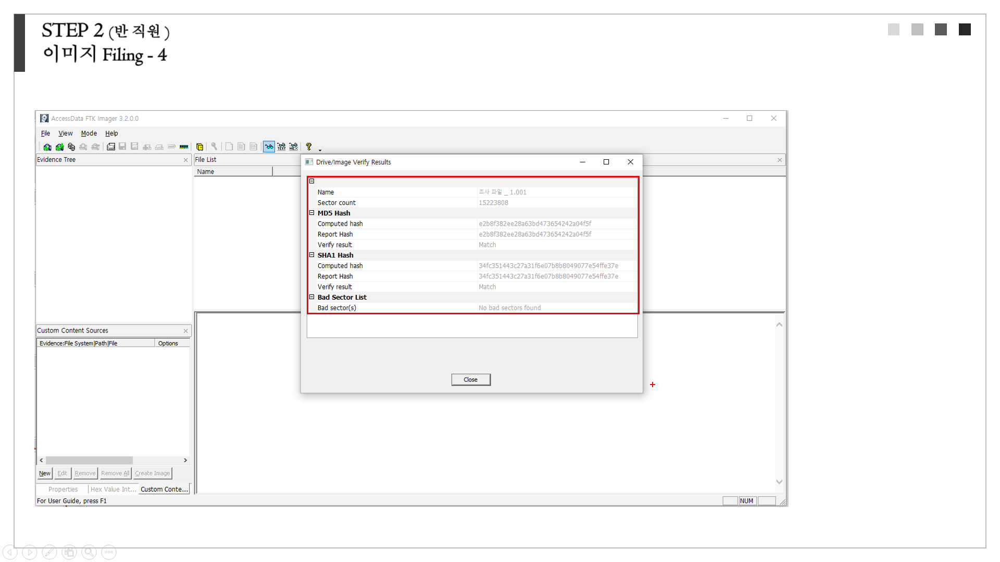 STEP 2 (반 직원 )
이미지 Filing - 4
AccessData FTK Imager 3.2.0.0
File View Mode Help
TEXT HEX
Evidence Tree
File List
Name
Drive/Image Verify Results
Name 조사 파일 _ 1.001
Sector count 15223808
MD5 Hash
Computed hash e2b8f382ee28a63bd473654242a04f5f
Report Hash e2b8f382ee28a63bd473654242a04f5f
Verify result Match
SHA1 Hash
Computed hash 34fc351443c27a31f6e07b8b8049077e54ffe37e
Report Hash 34fc351443c27a31f6e07b8b8049077e54ffe37e
Verify result Match
Bad Sector List
Bad sector(s) No bad sectors found
Close
Custom Content Sources
Evidence:File System|Path|File Options
New Edit Remove Remove All Create Image
Properties Hex Value Int... Custom Conte...
For User Guide, press F1
NUM